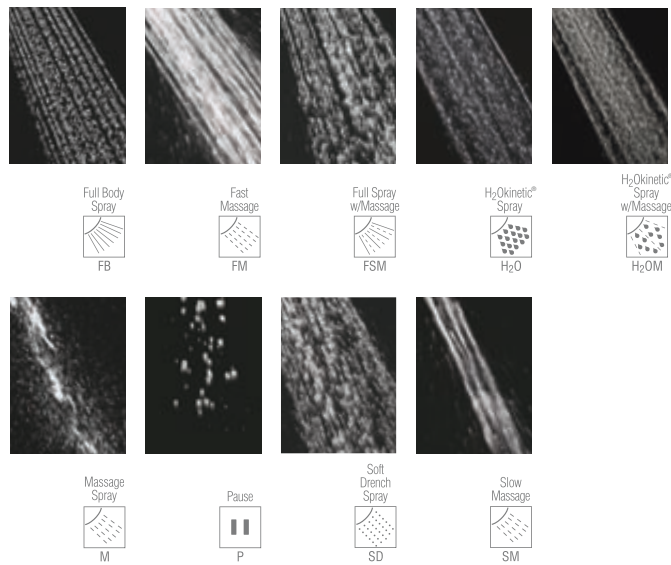 Full Body
Spray
FB
Fast
Massage
FM
Full Spray
w/Massage
FSM
H₂Okinetic®
Spray
H₂O
H₂Okinetic®
Spray
w/Massage
H₂OM
Massage
Spray
M
Pause
P
Soft
Drench
Spray
SD
Slow
Massage
SM